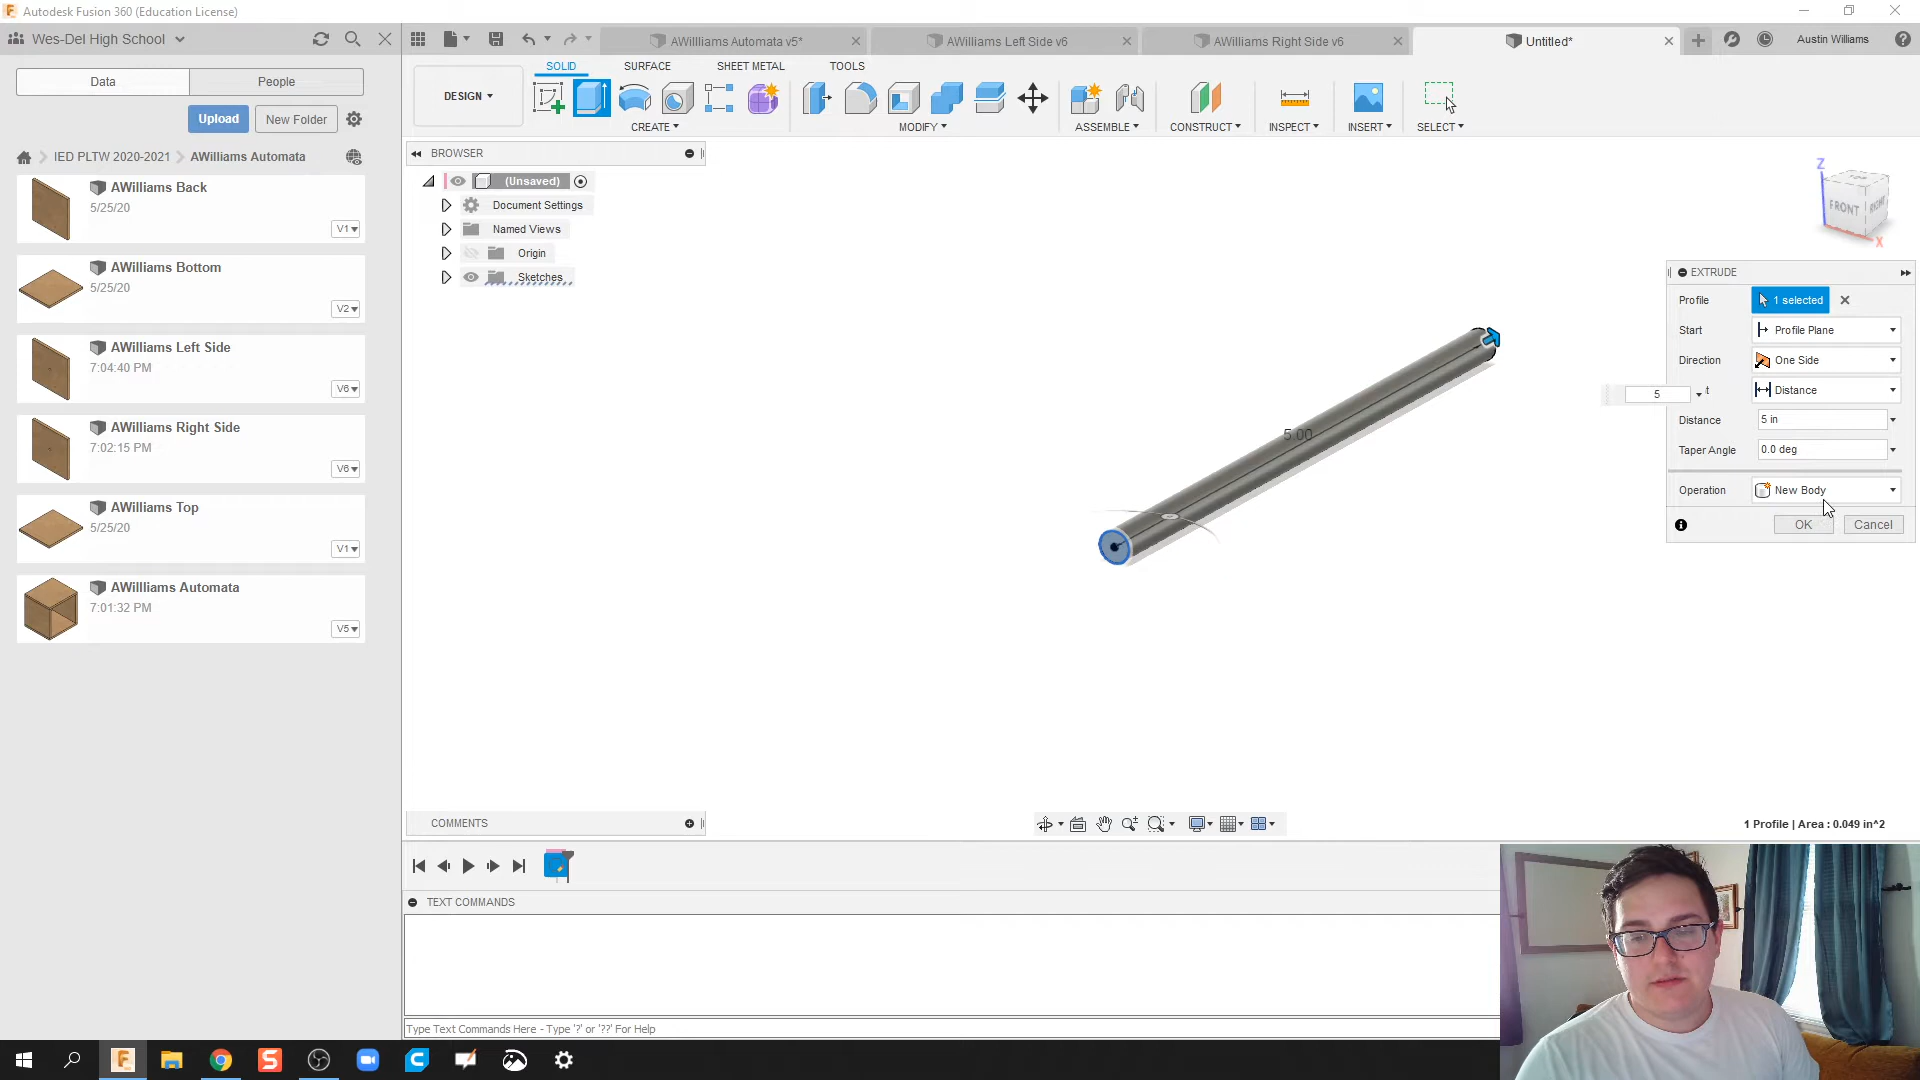 Autodesk Fusion 360 (Education License)
Wes-Del High School
Data
People
Upload
New Folder
IED PLTW 2020-2021
AWilliams Automata
AWilliams Back
5/25/20
V1
AWilliams Bottom
5/25/20
V2
AWilliams Left Side
7:04:40 PM
V6
AWilliams Right Side
7:02:15 PM
V6
AWilliams Top
5/25/20
V1
AWillliams Automata
7:01:32 PM
V5
AWillliams Automata v5*
AWilliams Left Side v6
AWilliams Right Side v6
Untitled*
Austin Williams
SOLID
SURFACE
SHEET METAL
TOOLS
DESIGN
CREATE
MODIFY
ASSEMBLE
CONSTRUCT
INSPECT
INSERT
SELECT
BROWSER
(Unsaved)
Document Settings
Named Views
Origin
Sketches
5.00
Z
FRONT
RIGHT
X
EXTRUDE
Profile
1 selected
Start
Profile Plane
Direction
One Side
5
Distance
Distance
5 in
Taper Angle
0.0 deg
Operation
New Body
OK
Cancel
COMMENTS
1 Profile | Area : 0.049 in^2
TEXT COMMANDS
Type Text Commands Here - Type '?' or '??' For Help